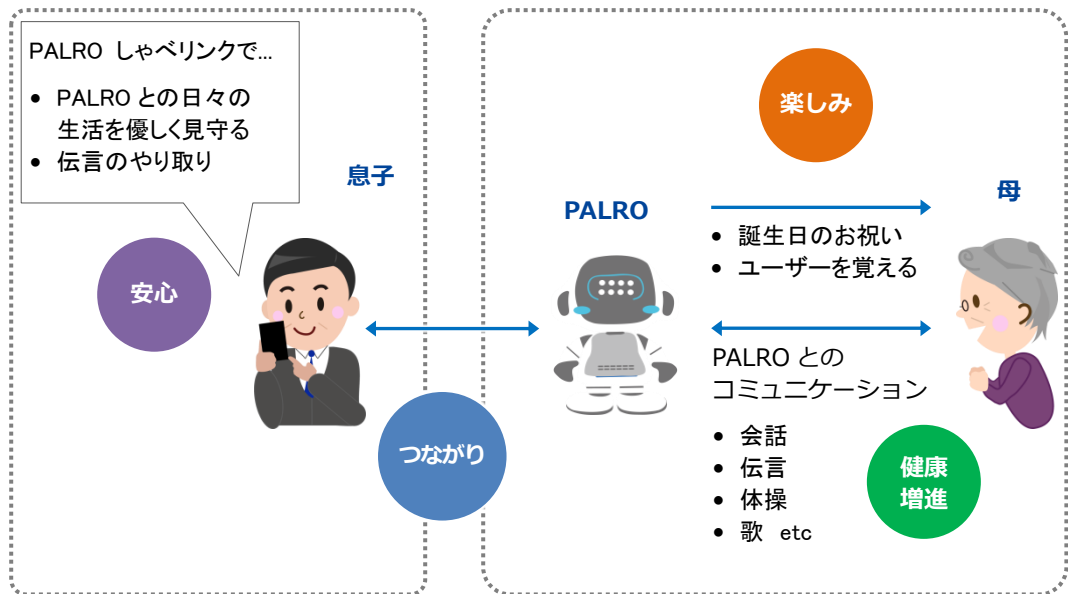 PALRO しゃべリンクで…
• PALRO との日々の
生活を優しく見守る
• 伝言のやり取り
息子
安心
つながり
楽しみ
PALRO
母
• 誕生日のお祝い
• ユーザーを覚える
PALRO との
コミュニケーション
• 会話
• 伝言
• 体操
• 歌 etc
健康
増進